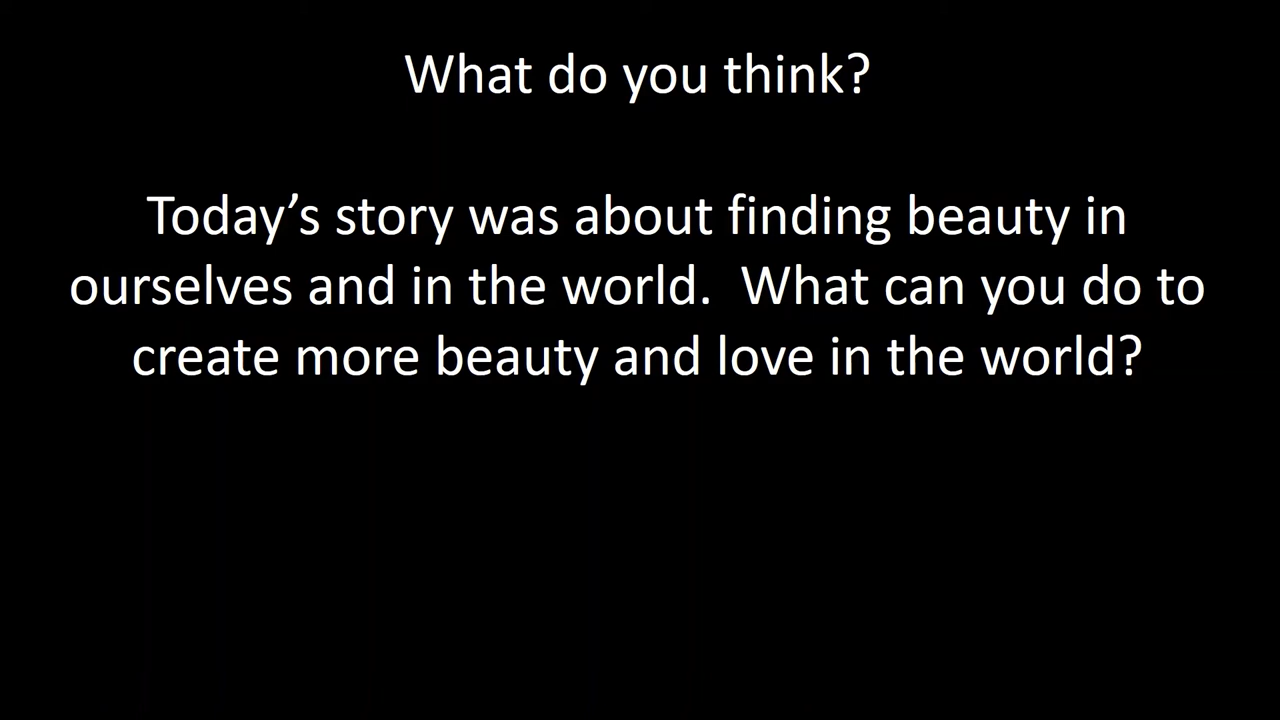 What do you think?
Today’s story was about finding beauty in
ourselves and in the world.  What can you do to
create more beauty and love in the world?